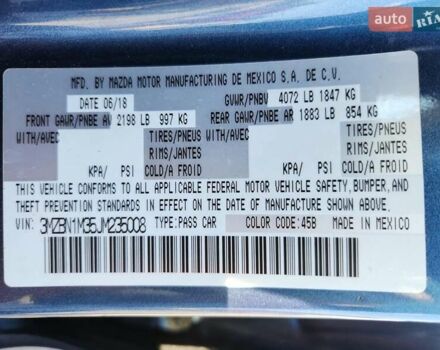 auto RIA
MFD. BY MAZDA MOTOR MANUFACTURING DE MEXICO S.A. DE C.V.
DATE 06/18 GVWR/PNBV 4072 LB 1847 KG
FRONT GAWR/PNBE AV 2198 LB 997 KG REAR GAWR/PNBE AR 1883 LB 854 KG
WITH/AVEC TIRES/PNEUS WITH/AVEC TIRES/PNEUS
RIMS/JANTES RIMS/JANTES
KPA/ PSI COLD/A FROID KPA/ PSI COLD/A FROID
THIS VEHICLE CONFORMS TO ALL APPLICABLE FEDERAL MOTOR VEHICLE SAFETY, BUMPER, AND
THEFT PREVENTION STANDARDS IN EFFECT ON THE DATE OF MANUFACTURE SHOWN ABOVE.
VIN: 3MZBN1M35JM235008 TYPE:PASS CAR COLOR CODE:45B MADE IN MEXICO